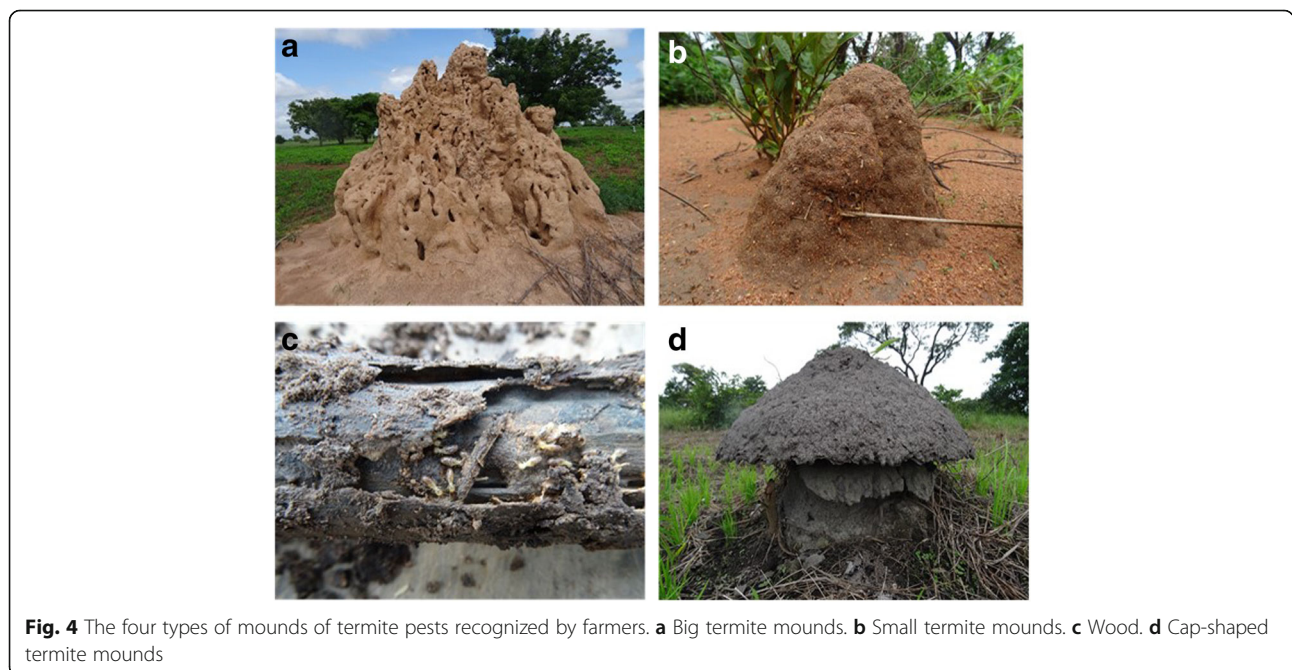 a
b
c
d
Fig. 4 The four types of mounds of termite pests recognized by farmers. a Big termite mounds. b Small termite mounds. c Wood. d Cap-shaped
termite mounds